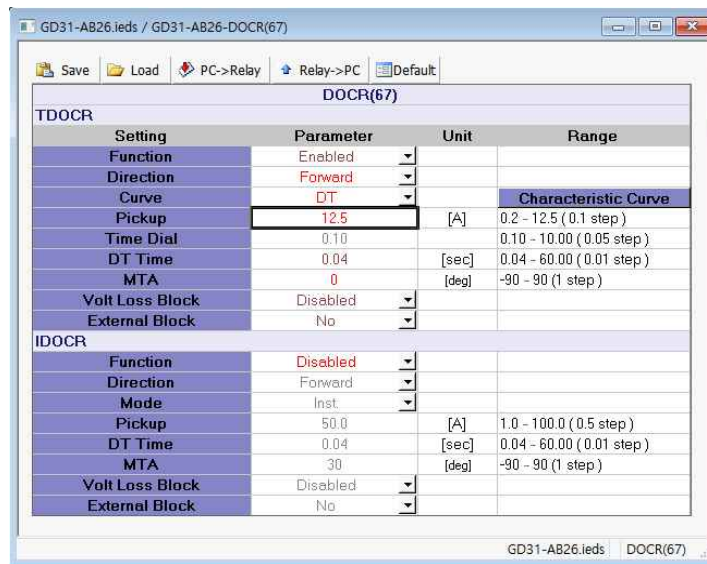 GD31-AB26.ieds / GD31-AB26-DOCR(67)
Save Load PC->Relay Relay->PC Default
DOCR(67)
TDOCR
Setting Parameter Unit Range
Function Enabled
Direction Forward
Curve DT Characteristic Curve
Pickup 12.5 [A] 0.2 - 12.5 ( 0.1 step )
Time Dial 0.10 0.10 - 10.00 ( 0.05 step )
DT Time 0.04 [sec] 0.04 - 60.00 ( 0.01 step )
MTA 0 [deg] -90 - 90 (1 step )
Volt Loss Block Disabled
External Block No
IDOCR
Function Disabled
Direction Forward
Mode Inst.
Pickup 50.0 [A] 1.0 - 100.0 ( 0.5 step )
DT Time 0.04 [sec] 0.04 - 60.00 ( 0.01 step )
MTA 30 [deg] -90 - 90 (1 step )
Volt Loss Block Disabled
External Block No
GD31-AB26.ieds DOCR(67)